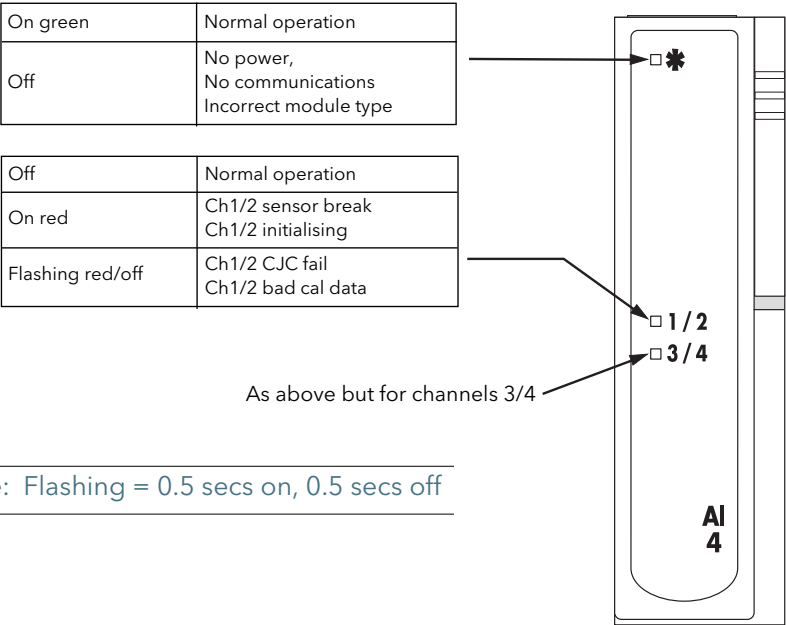 On green Normal operation
Off No power,
No communications
Incorrect module type
Off Normal operation
On red Ch1/2 sensor break
Ch1/2 initialising
Flashing red/off Ch1/2 CJC fail
Ch1/2 bad cal data
✱
1/2
3/4
As above but for channels 3/4
: Flashing = 0.5 secs on, 0.5 secs off
AI
4